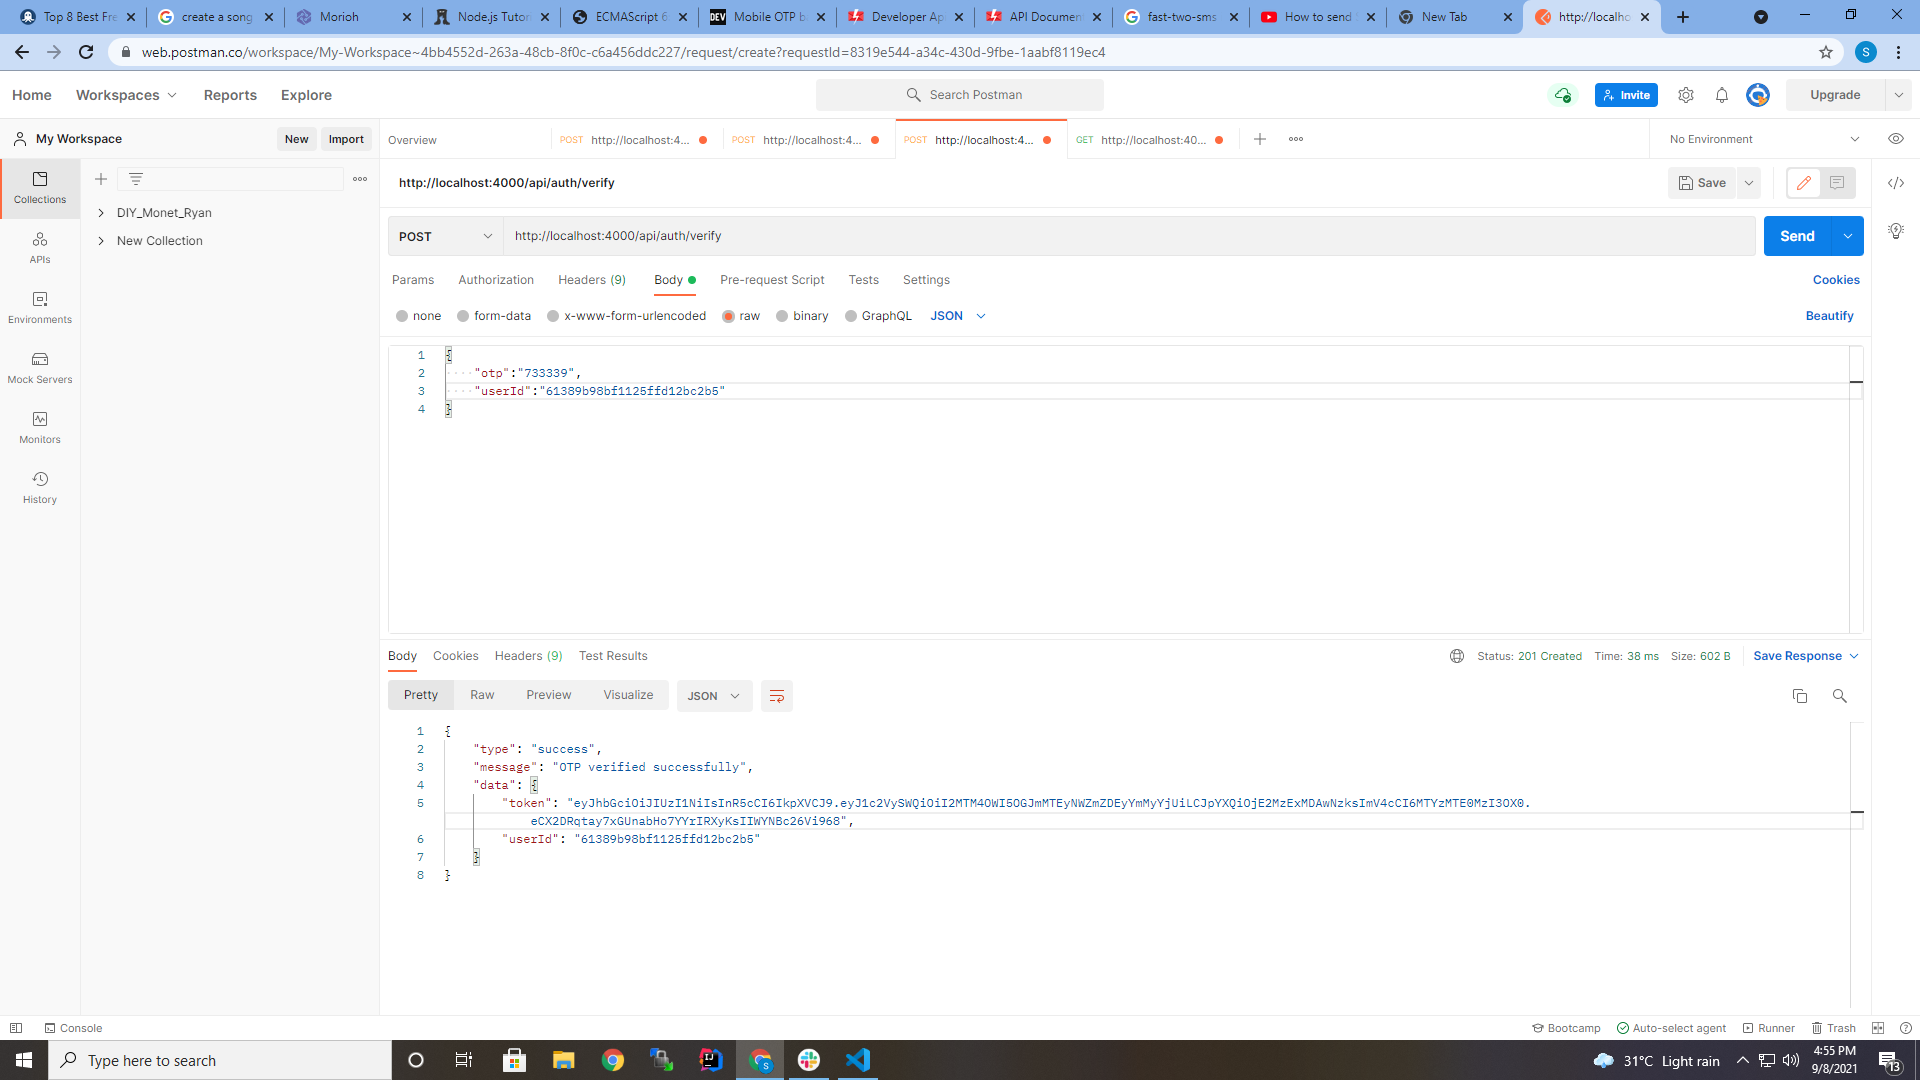 Top 8 Best Fre
create a song
Morioh
Node.js Tutor
ECMAScript 6
DEV Mobile OTP b
Developer Ap
API Document
fast-two-sms
How to send
New Tab
http://localho
web.postman.co/workspace/My-Workspace~4bb4552d-263a-48cb-8f0c-c6a456ddc227/request/create?requestId=8319e544-a34c-430d-9fbe-1aabf8119ec4
S
Home Workspaces Reports Explore
Search Postman
Invite
Upgrade
My Workspace
New
Import
Overview
POST http://localhost:4...
POST http://localhost:4...
POST http://localhost:4...
GET http://localhost:40...
No Environment
Collections
APIs
Environments
Mock Servers
Monitors
History
DIY_Monet_Ryan
New Collection
http://localhost:4000/api/auth/verify
Save
POST http://localhost:4000/api/auth/verify
Send
Params Authorization Headers (9) Body Pre-request Script Tests Settings
Cookies
none form-data x-www-form-urlencoded raw binary GraphQL JSON
Beautify
1 {
2 "otp":"733339",
3 "userId":"61389b98bf1125ffd12bc2b5"
4 }
Body Cookies Headers (9) Test Results
Status: 201 Created Time: 38 ms Size: 602 B
Save Response
Pretty Raw Preview Visualize JSON
1 {
2 "type": "success",
3 "message": "OTP verified successfully",
4 "data": {
5 "token": "eyJhbGciOiJIUzI1NiIsInR5cCI6IkpXVCJ9.eyJ1c2VySWQiOiI2MTM4OWI5OGJmMTEyNWZmZDEyYmMyYjUiLCJpYXQiOjE2MzExMDAwNzksImV4cCI6MTYzMTE0MzI3OX0.
eCX2DRqtay7xGUnabHo7YYrIRXyKsIIWYNBc26Vi968",
6 "userId": "61389b98bf1125ffd12bc2b5"
7 }
8 }
Console
Bootcamp
Auto-select agent
Runner
Trash
Type here to search
31°C Light rain
4:55 PM
9/8/2021
13